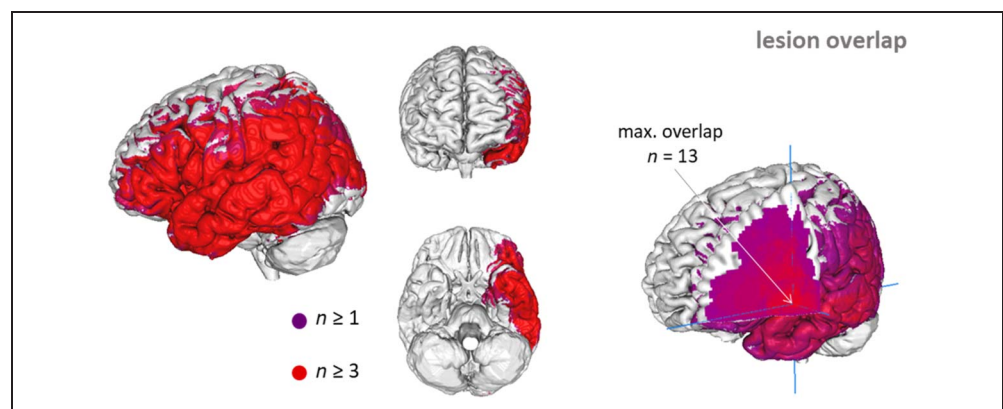 lesion overlap
max. overlap
n = 13
n ≥ 1
n ≥ 3